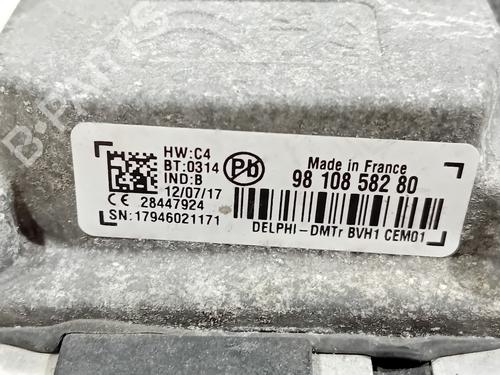 B-PARTS
HW:C4
BT:0314
IND:B
12/07/17
CE 28447924
SN:17946021171
Pb
Made in France
98 108 582 80
DELPHI-DMTr BVH1 CEM01